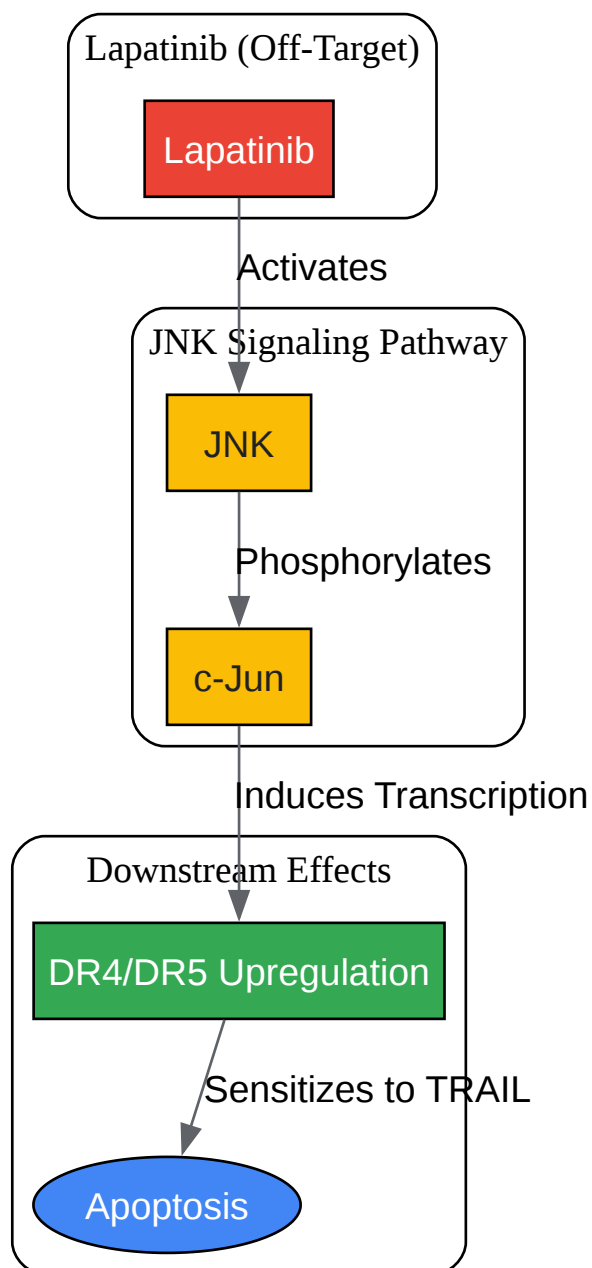 Lapatinib (Off-Target)
Lapatinib
Activates
JNK Signaling Pathway
JNK
Phosphorylates
c-Jun
Induces Transcription
Downstream Effects
DR4/DR5 Upregulation
Sensitizes to TRAIL
Apoptosis